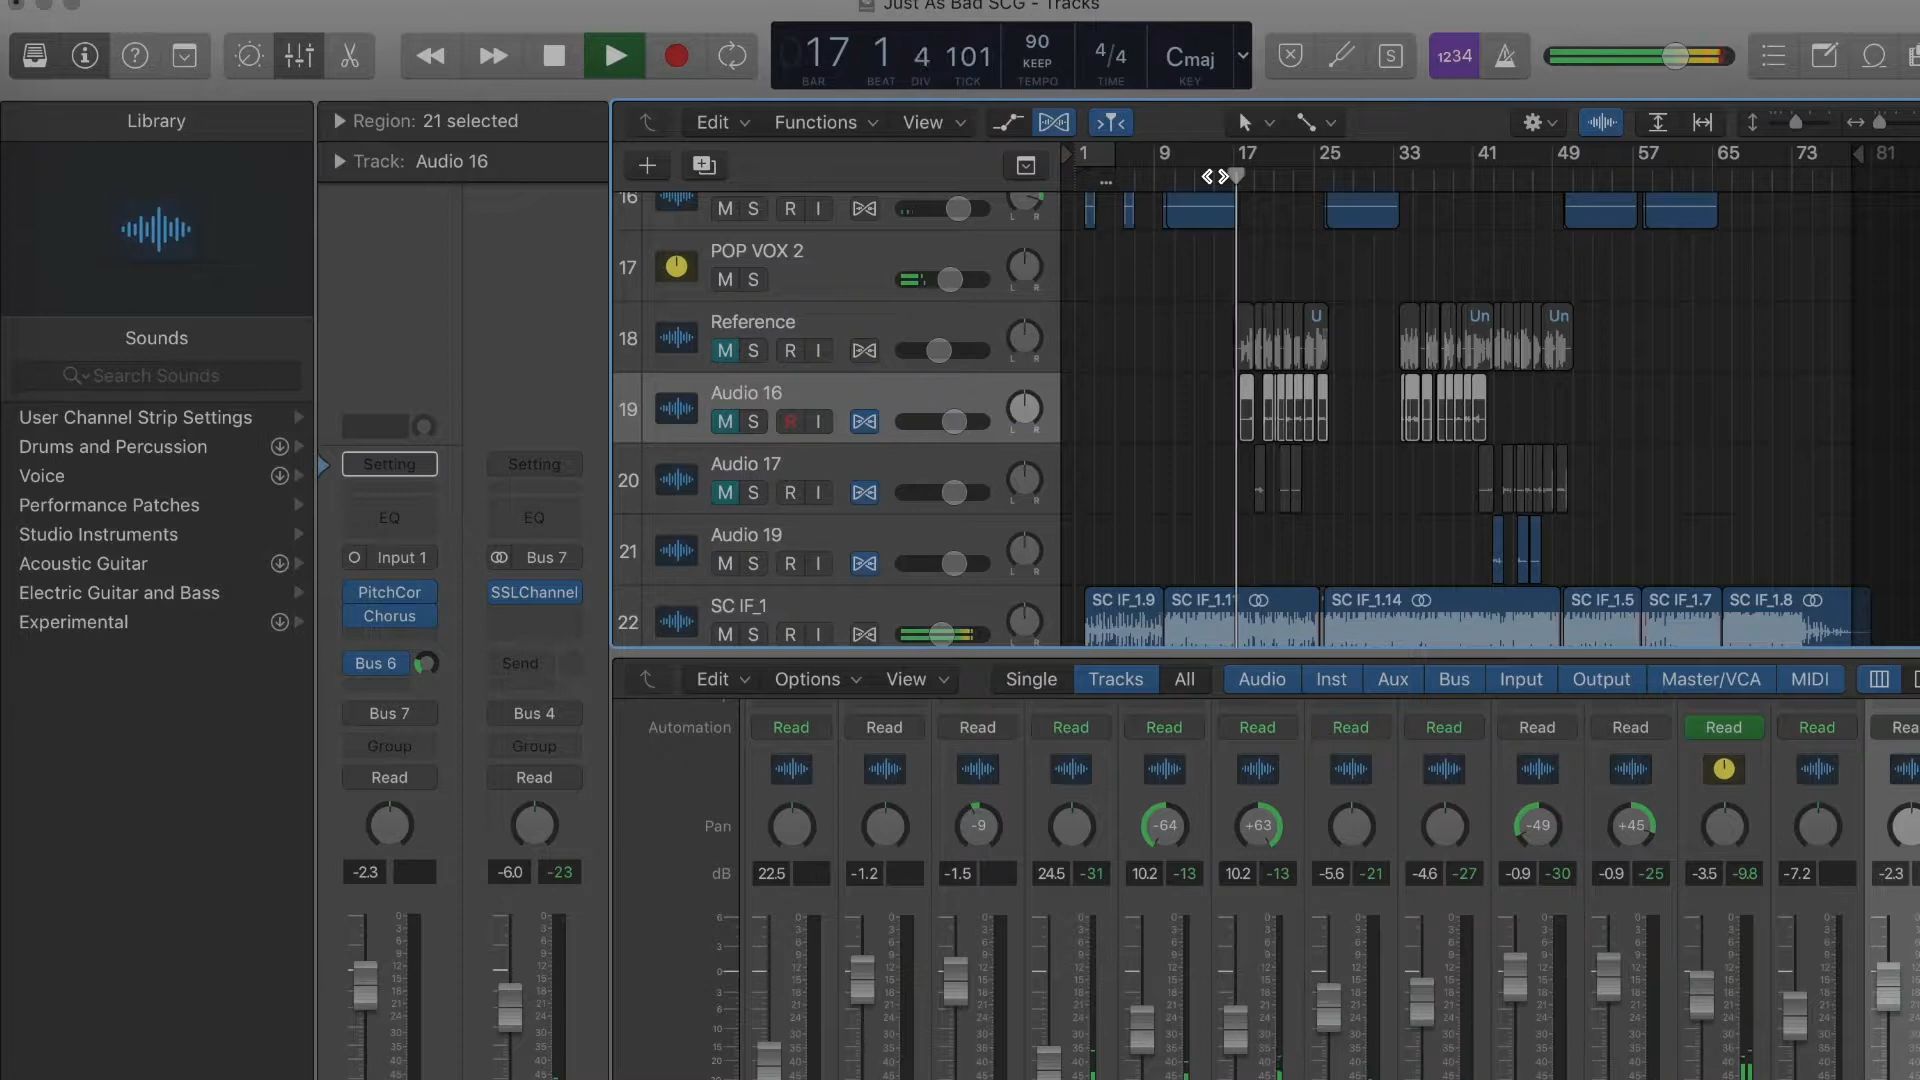 Just As Bad SCG - Tracks
17 1 4 101
BAR BEAT DIV TICK
90
KEEP
TEMPO
4/4
TIME
Cmaj
KEY
S
1234
Library
Sounds
Search Sounds
User Channel Strip Settings
Drums and Percussion
Voice
Performance Patches
Studio Instruments
Acoustic Guitar
Electric Guitar and Bass
Experimental
Region: 21 selected
Track: Audio 16
Setting Setting
EQ EQ
Input 1 Bus 7
PitchCor SSLChannel
Chorus
Bus 6 Send
Bus 7 Bus 4
Group Group
Read Read
-2.3 -6.0 -23
Edit Functions View
1 9 17 25 33 41 49 57 65 73 81
16 M S R I L R
17 POP VOX 2
M S L R
18 Reference
M S R I L R
U Un Un
19 Audio 16
M S R I L R
20 Audio 17
M S R I L R
21 Audio 19
M S R I L R
22 SC IF_1
M S R I L R
SC IF_1.9 SC IF_1.11 SC IF_1.14 SC IF_1.5 SC IF_1.7 SC IF_1.8
Edit Options View Single Tracks All Audio Inst Aux Bus Input Output Master/VCA MIDI
Automation Read Read Read Read Read Read Read Read Read Read Read Read Rea
Pan -9 -64 +63 -49 +45
dB 22.5 -1.2 -1.5 24.5 -31 10.2 -13 10.2 -13 -5.6 -21 -4.6 -27 -0.9 -30 -0.9 -25 -3.5 -9.8 -7.2 -2.3